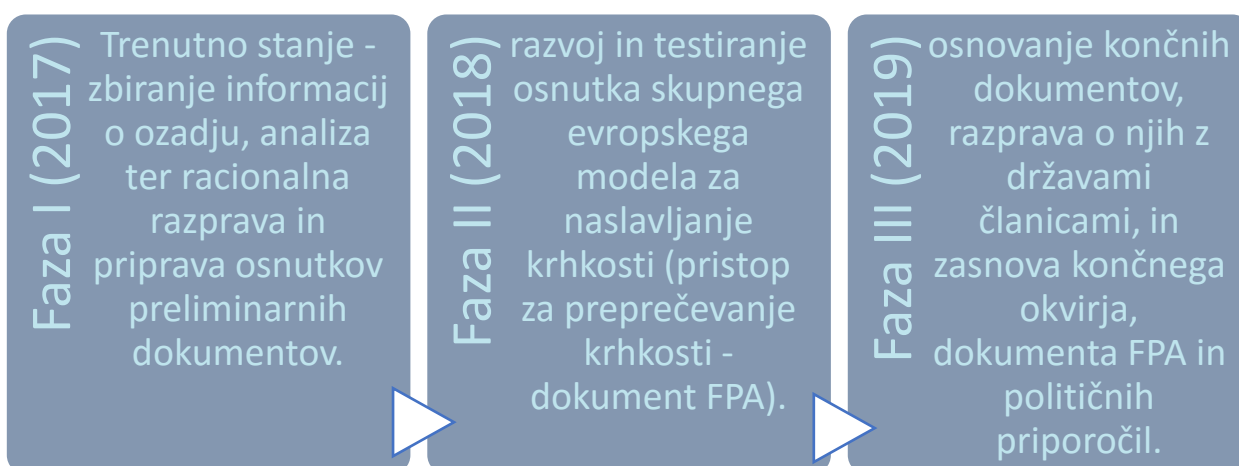 Faza I (2017)
Trenutno stanje -
zbiranje informacij
o ozadju, analiza
ter racionalna
razprava in
priprava osnutkov
preliminarnih
dokumentov.
Faza II (2018)
razvoj in testiranje
osnutka skupnega
evropskega
modela za
naslavljanje
krhkosti (pristop
za preprečevanje
krhkosti -
dokument FPA).
Faza III (2019)
osnovanje končnih
dokumentov,
razprava o njih z
državami
članicami, in
zasnova končnega
okvirja,
dokumenta FPA in
političnih
priporočil.